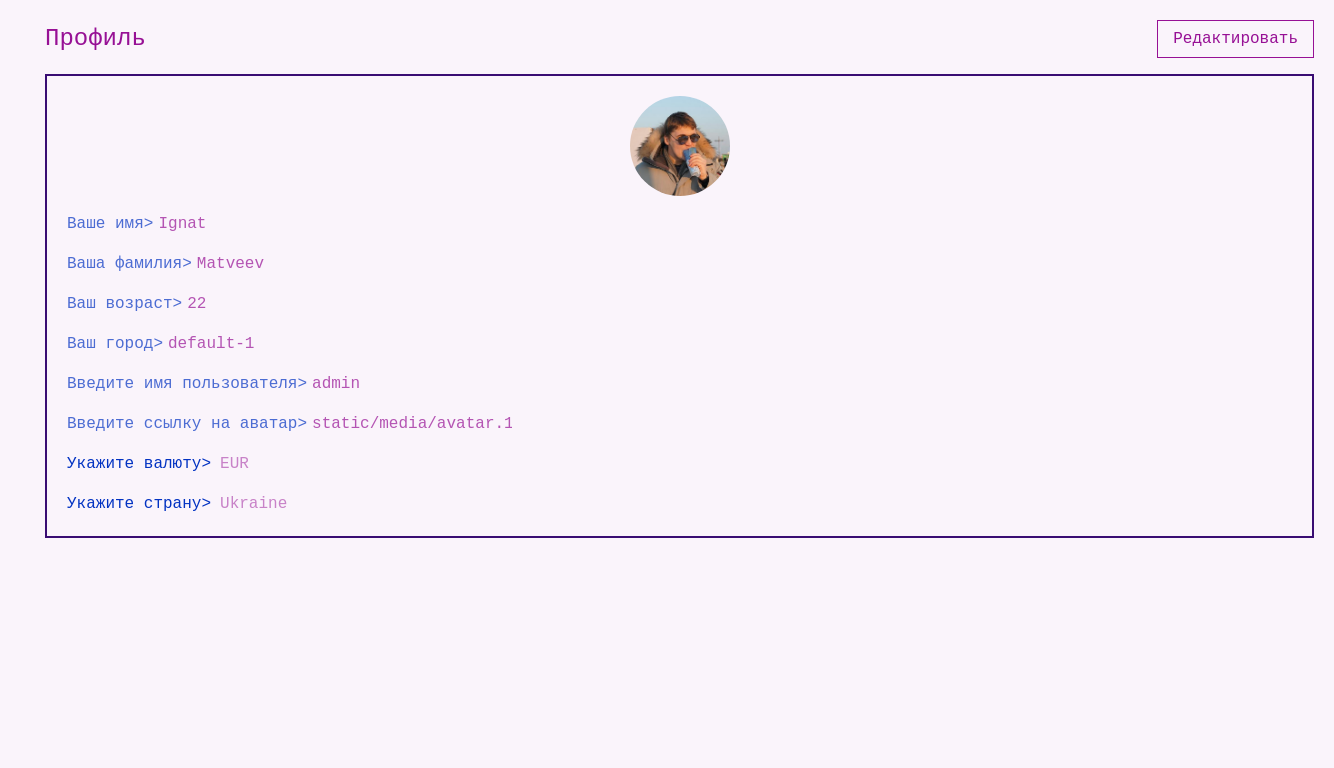 Профиль
Редактировать
Ваше имя> Ignat
Ваша фамилия> Matveev
Ваш возраст> 22
Ваш город> default-1
Введите имя пользователя> admin
Введите ссылку на аватар> static/media/avatar.1
Укажите валюту> EUR
Укажите страну> Ukraine